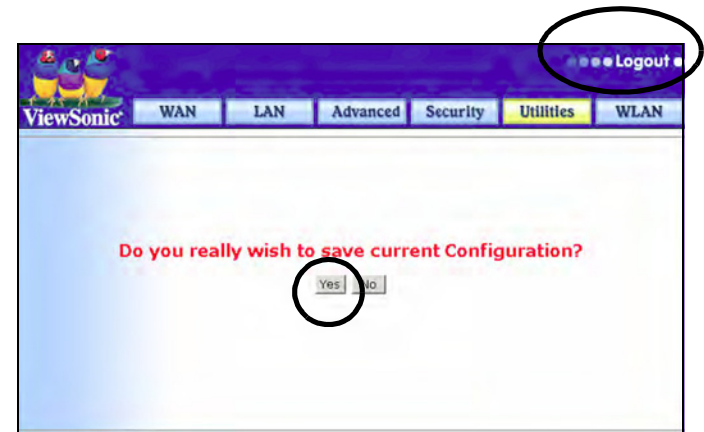 Logout
ViewSonic
WAN LAN Advanced Security Utilities WLAN
Do you really wish to save current Configuration?
Yes No